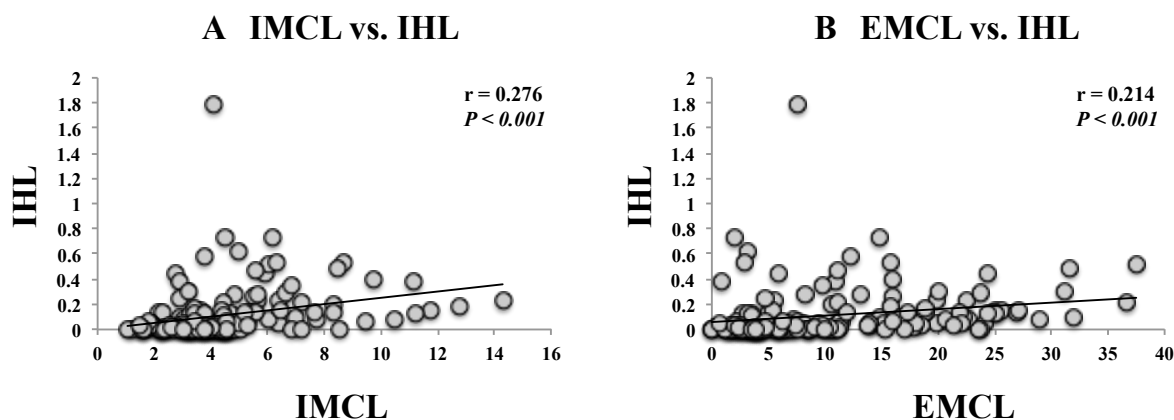 A IMCL vs. IHL
2
1.8
1.6
1.4
1.2
1
0.8
0.6
0.4
0.2
0
IHL
r = 0.276
P < 0.001
0 2 4 6 8 10 12 14 16
IMCL
B EMCL vs. IHL
2
1.8
1.6
1.4
1.2
1
0.8
0.6
0.4
0.2
0
IHL
r = 0.214
P < 0.001
0 5 10 15 20 25 30 35 40
EMCL